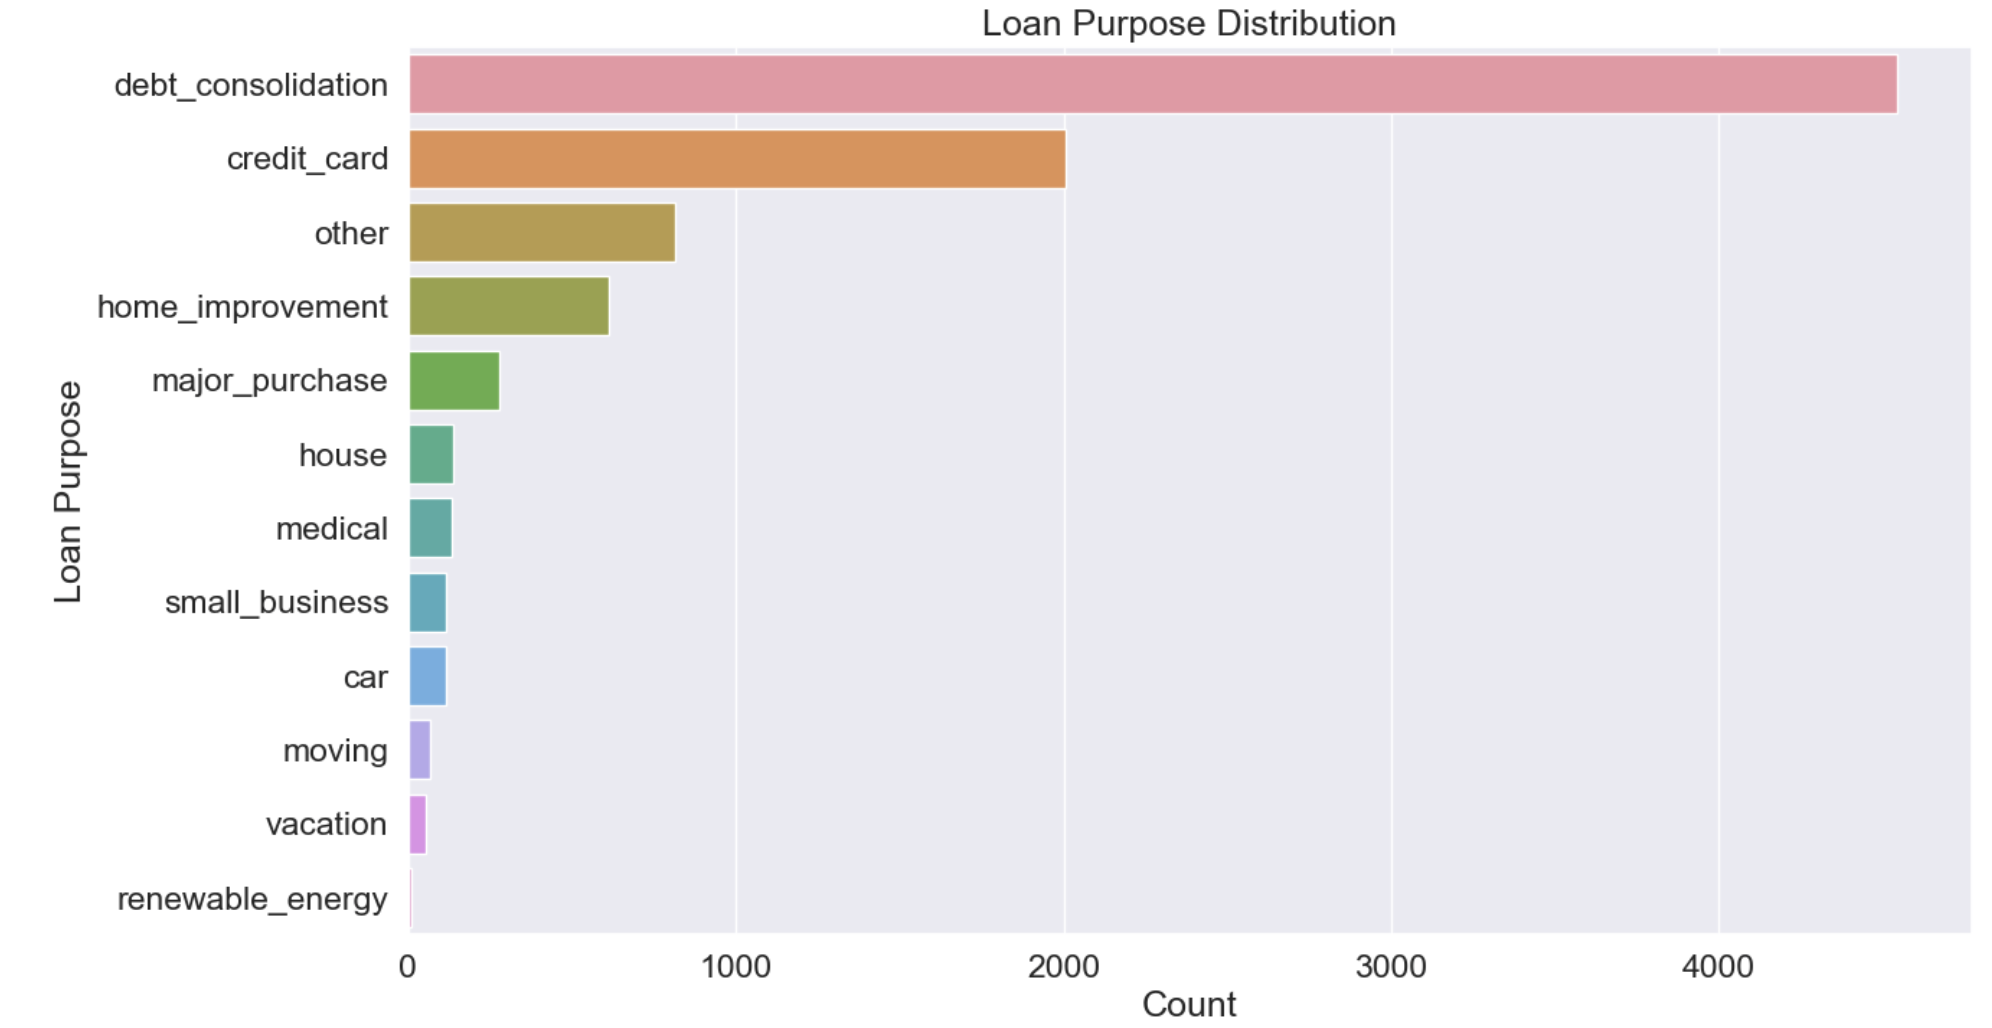 Loan Purpose Distribution
debt_consolidation
credit_card
other
home_improvement
major_purchase
house
medical
small_business
car
moving
vacation
renewable_energy
Loan Purpose
0 1000 2000 3000 4000
Count